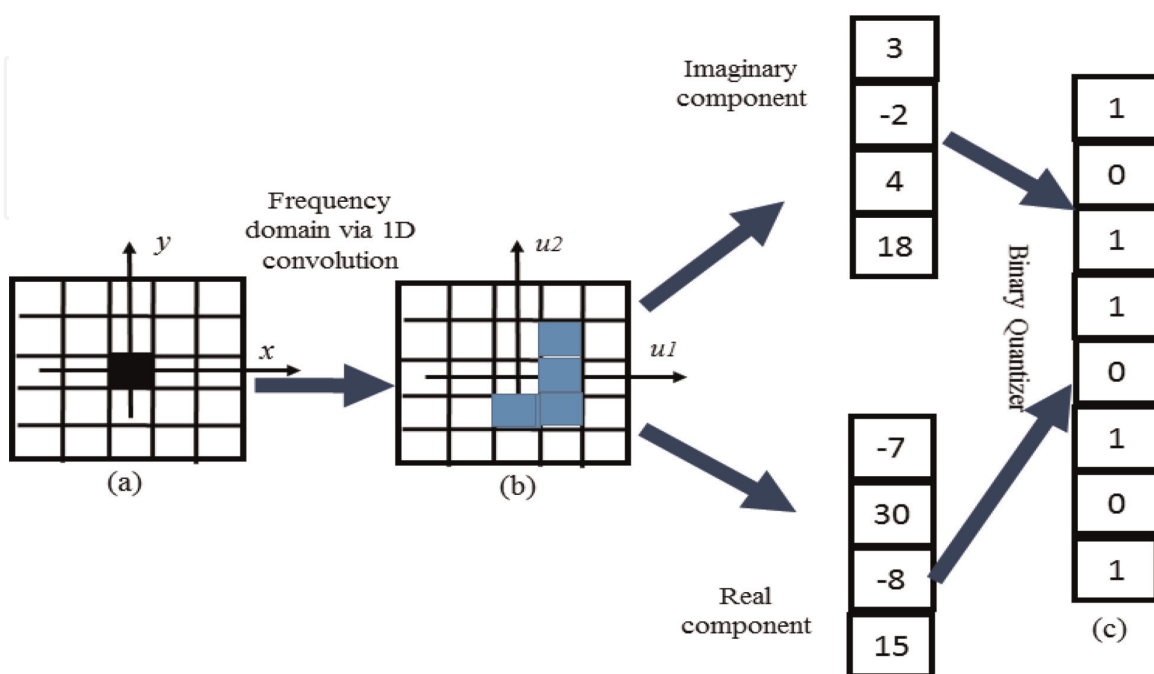 Frequency
domain via 1D
convolution
y
x
(a)
u2
u1
(b)
Imaginary
component
3
-2
4
18
Real
component
-7
30
-8
15
Binary Quantizer
1
0
1
1
0
1
0
1
(c)